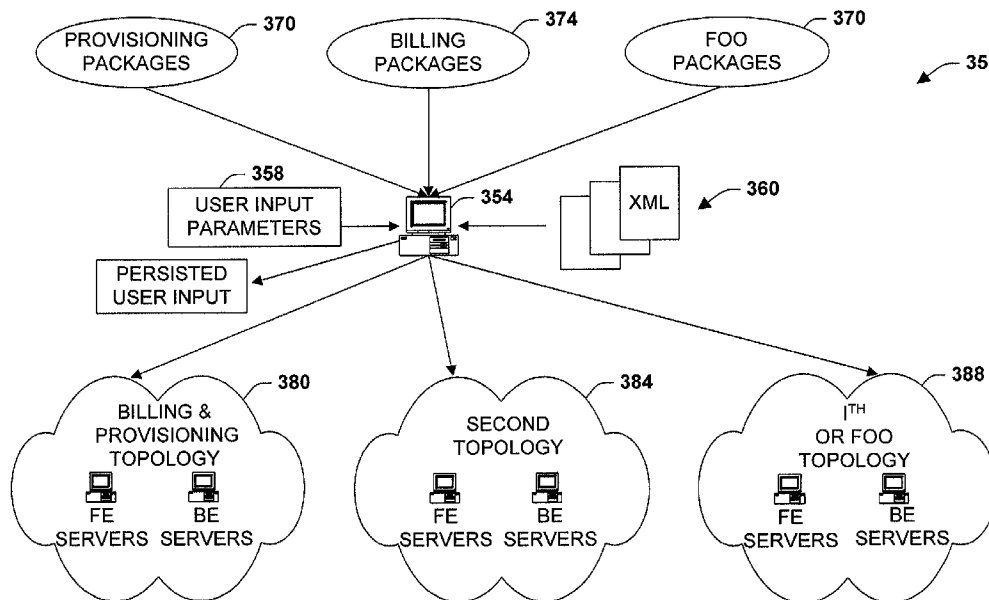 PROVISIONING
PACKAGES
370
BILLING
PACKAGES
374
FOO
PACKAGES
370
35
358
USER INPUT
PARAMETERS
354
XML
360
PERSISTED
USER INPUT
380
BILLING &
PROVISIONING
TOPOLOGY
FE
SERVERS
BE
SERVERS
384
SECOND
TOPOLOGY
FE
SERVERS
BE
SERVERS
388
ITH
OR FOO
TOPOLOGY
FE
SERVERS
BE
SERVERS